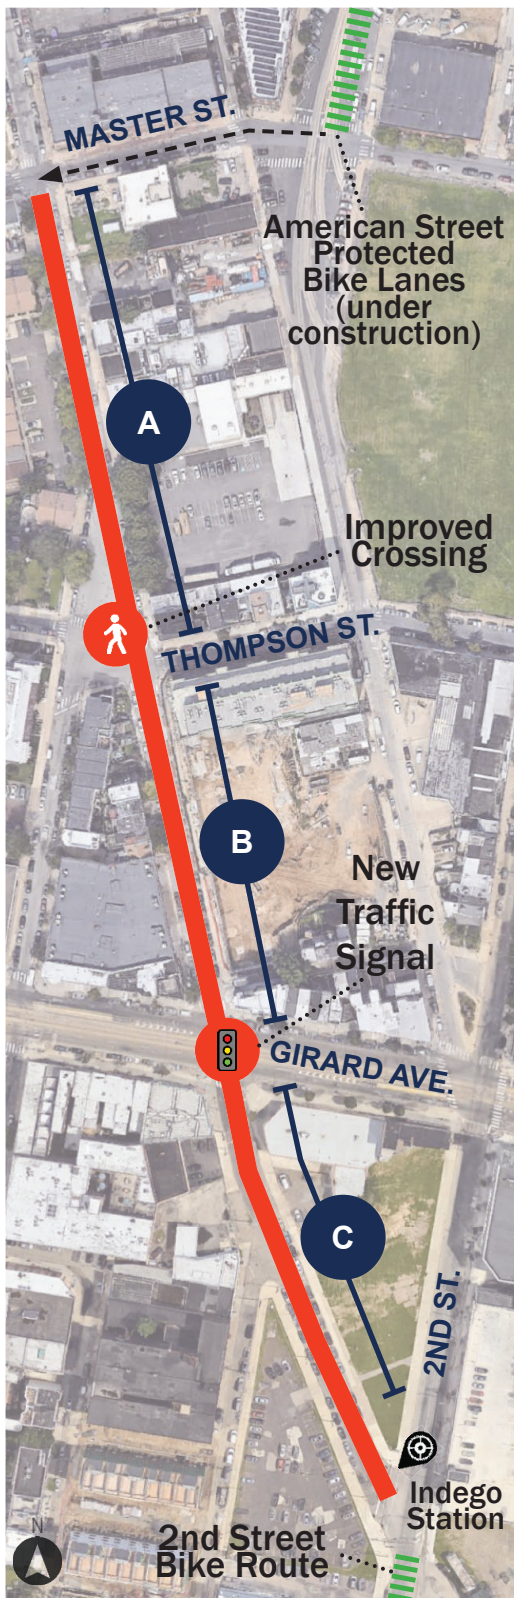 MASTER ST.
American Street
Protected
Bike Lanes
(under
construction)
A
Improved
Crossing
THOMPSON ST.
B
New
Traffic
Signal
GIRARD AVE.
C
2ND ST.
Indego
Station
N
2nd Street
Bike Route